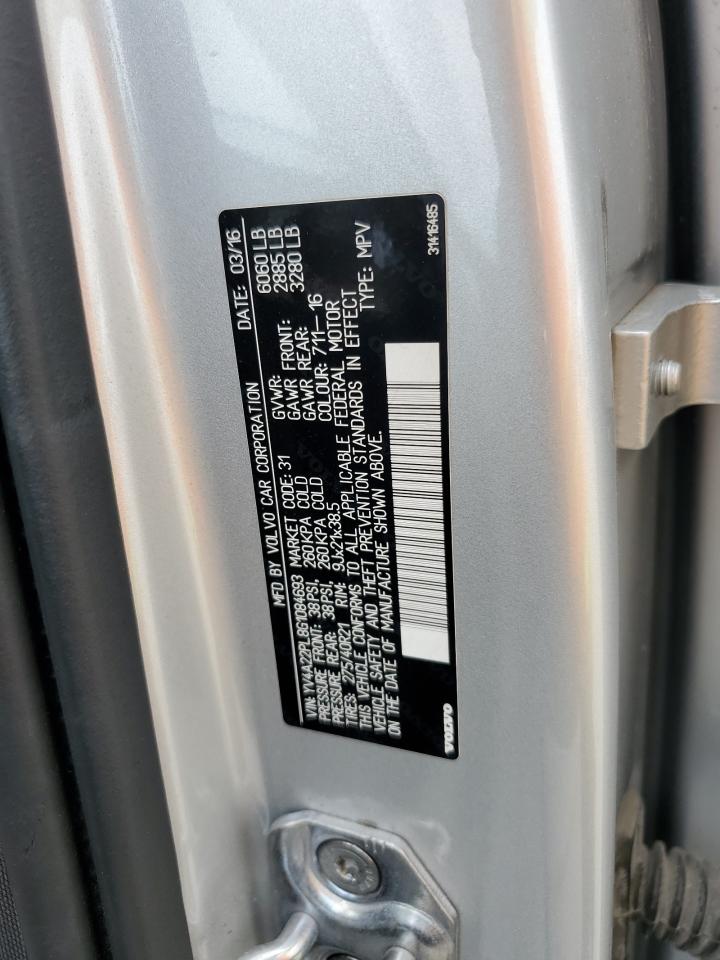 MFD BY VOLVO CAR CORPORATION DATE: 03/16
VIN: YV4A22PL8G1084693 MARKET CODE: 31 GVWR: 6060 LB
PRESSURE FRONT: 38PSI, 260KPA COLD GAWR FRONT: 2885 LB
PRESSURE REAR: 38PSI, 260KPA COLD GAWR REAR: 3280 LB
TIRES: 275/40R21 RIM: 9Jx21x38.5 COLOUR: 711-16
THIS VEHICLE CONFORMS TO ALL APPLICABLE FEDERAL MOTOR
VEHICLE SAFETY AND THEFT PREVENTION STANDARDS IN EFFECT
ON THE DATE OF MANUFACTURE SHOWN ABOVE. TYPE: MPV
VOLVO 31416485